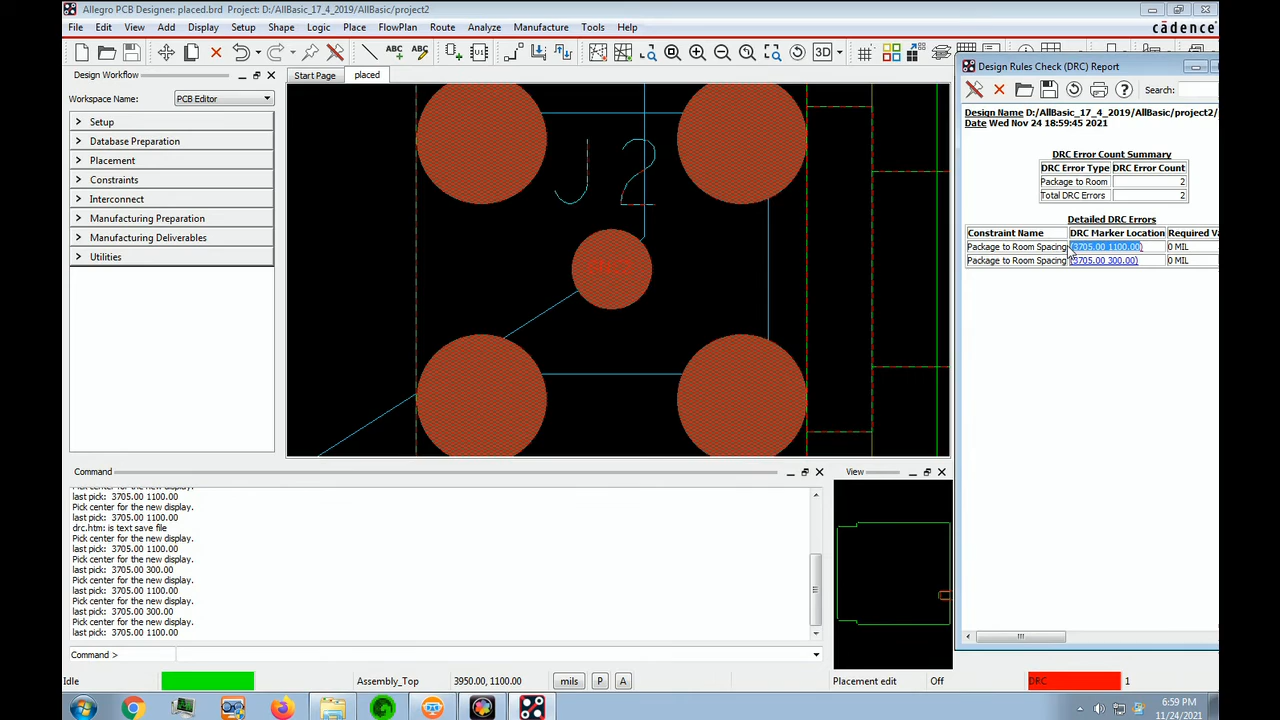 Allegro PCB Designer: placed.brd Project: D:/AllBasic_17_4_2019/AllBasic/project2
File Edit View Add Display Setup Shape Logic Place FlowPlan Route Analyze Manufacture Tools Help
cādence
ABC ABC 3D
Design Workflow
Start Page placed
Workspace Name: PCB Editor
Setup
Database Preparation
Placement
Constraints
Interconnect
Manufacturing Preparation
Manufacturing Deliverables
Utilities
J2
Design Rules Check (DRC) Report
Search:
Design Name D:/AllBasic_17_4_2019/AllBasic/project2/
Date Wed Nov 24 18:59:45 2021
DRC Error Count Summary
DRC Error Type DRC Error Count
Package to Room 2
Total DRC Errors 2
Detailed DRC Errors
Constraint Name DRC Marker Location Required Va
Package to Room Spacing (3705.00 1100.00) 0 MIL
Package to Room Spacing (3705.00 300.00) 0 MIL
Command
View
Pick center for the new display.
last pick: 3705.00 1100.00
Pick center for the new display.
last pick: 3705.00 1100.00
drc.htm: is text save file
Pick center for the new display.
last pick: 3705.00 1100.00
Pick center for the new display.
last pick: 3705.00 300.00
Pick center for the new display.
last pick: 3705.00 1100.00
Pick center for the new display.
last pick: 3705.00 300.00
Pick center for the new display.
last pick: 3705.00 1100.00
Command >
Idle Assembly_Top 3950.00, 1100.00 mils P A Placement edit Off DRC 1
6:59 PM
11/24/2021